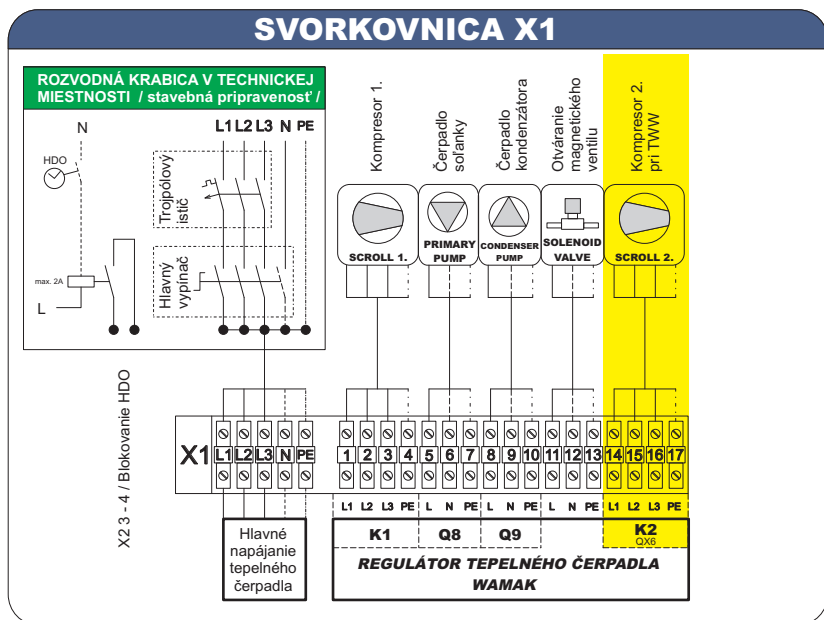 SVORKOVNICA X1
ROZVODNÁ KRABICA V TECHNICKEJ
MIESTNOSTI / stavebná pripravenosť /
N
L1 L2 L3 N PE
HDO
Trojpólový
istič
Hlavný
vypínač
max. 2A
L
Kompresor 1.
Čerpadlo
soľanky
Čerpadlo
kondenzátora
Otváranie
magnetického
ventilu
Kompresor 2.
pri TWW
SCROLL 1.
PRIMARY
PUMP
CONDENSER
PUMP
SOLENOID
VALVE
SCROLL 2.
X2 3 - 4 / Blokovanie HDO
X1 L1 L2 L3 N PE 1 2 3 4 5 6 7 8 9 10 11 12 13 14 15 16 17
L1 L2 L3 PE L N PE L N PE L N PE L1 L2 L3 PE
Hlavné
napájanie
tepelného
čerpadla
K1 Q8 Q9 K2
QX6
REGULÁTOR TEPELNÉHO ČERPADLA
WAMAK